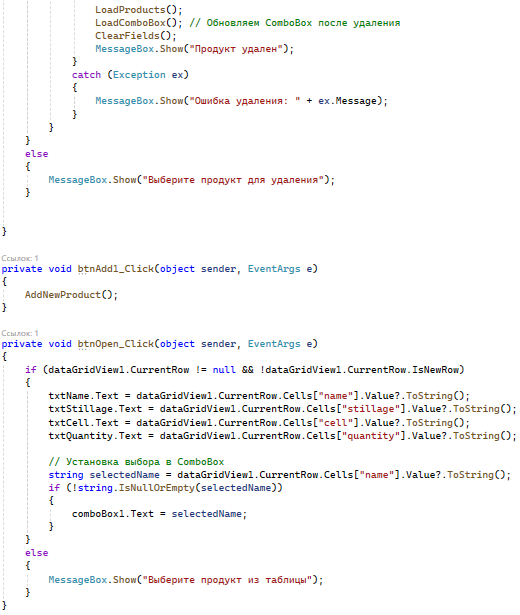 LoadProducts();
LoadComboBox(); // Обновляем ComboBox после удаления
ClearFields();
MessageBox.Show("Продукт удален");
}
catch (Exception ex)
{
MessageBox.Show("Ошибка удаления: " + ex.Message);
}
}
}
else
{
MessageBox.Show("Выберите продукт для удаления");
}
}
Ссылок: 1
private void btnAdd1_Click(object sender, EventArgs e)
{
AddNewProduct();
}
Ссылок: 1
private void btnOpen_Click(object sender, EventArgs e)
{
if (dataGridView1.CurrentRow != null && !dataGridView1.CurrentRow.IsNewRow)
{
txtName.Text = dataGridView1.CurrentRow.Cells["name"].Value?.ToString();
txtStillage.Text = dataGridView1.CurrentRow.Cells["stillage"].Value?.ToString();
txtCell.Text = dataGridView1.CurrentRow.Cells["cell"].Value?.ToString();
txtQuantity.Text = dataGridView1.CurrentRow.Cells["quantity"].Value?.ToString();
// Установка выбора в ComboBox
string selectedName = dataGridView1.CurrentRow.Cells["name"].Value?.ToString();
if (!string.IsNullOrEmpty(selectedName))
{
comboBox1.Text = selectedName;
}
}
else
{
MessageBox.Show("Выберите продукт из таблицы");
}
}